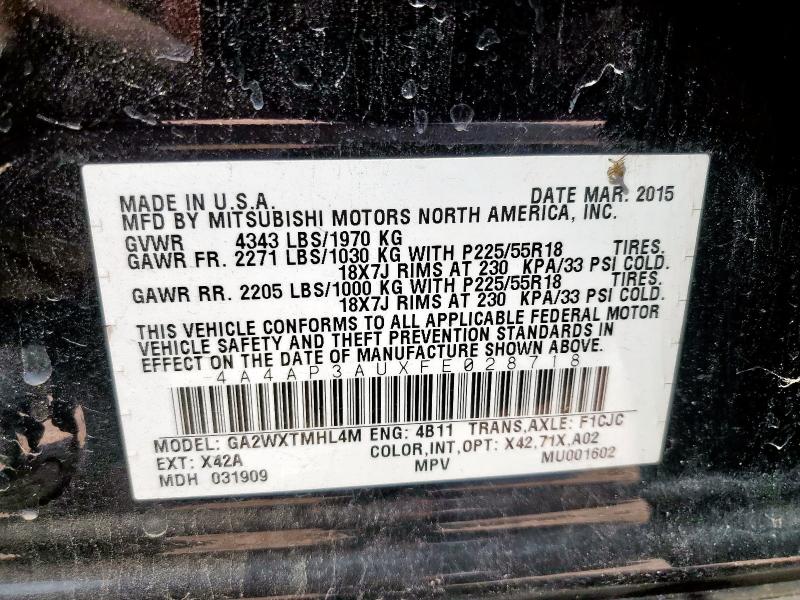 MADE IN U.S.A. DATE MAR. 2015
MFD BY MITSUBISHI MOTORS NORTH AMERICA, INC.
GVWR 4343 LBS/1970 KG
GAWR FR. 2271 LBS/1030 KG WITH P225/55R18 TIRES.
18X7J RIMS AT 230 KPA/33 PSI COLD.
GAWR RR. 2205 LBS/1000 KG WITH P225/55R18 TIRES.
18X7J RIMS AT 230 KPA/33 PSI COLD.
THIS VEHICLE CONFORMS TO ALL APPLICABLE FEDERAL MOTOR
VEHICLE SAFETY AND THEFT PREVENTION STANDARDS IN
EFFECT ON THE DATE OF MANUFACTURE SHOWN ABOVE.
4A4AP3AUXFE028718
MODEL: GA2WXTMHL4M ENG: 4B11 TRANS,AXLE: F1CJC
EXT: X42A COLOR,INT,OPT: X42,71X,A02
MDH 031909 MPV MU001602